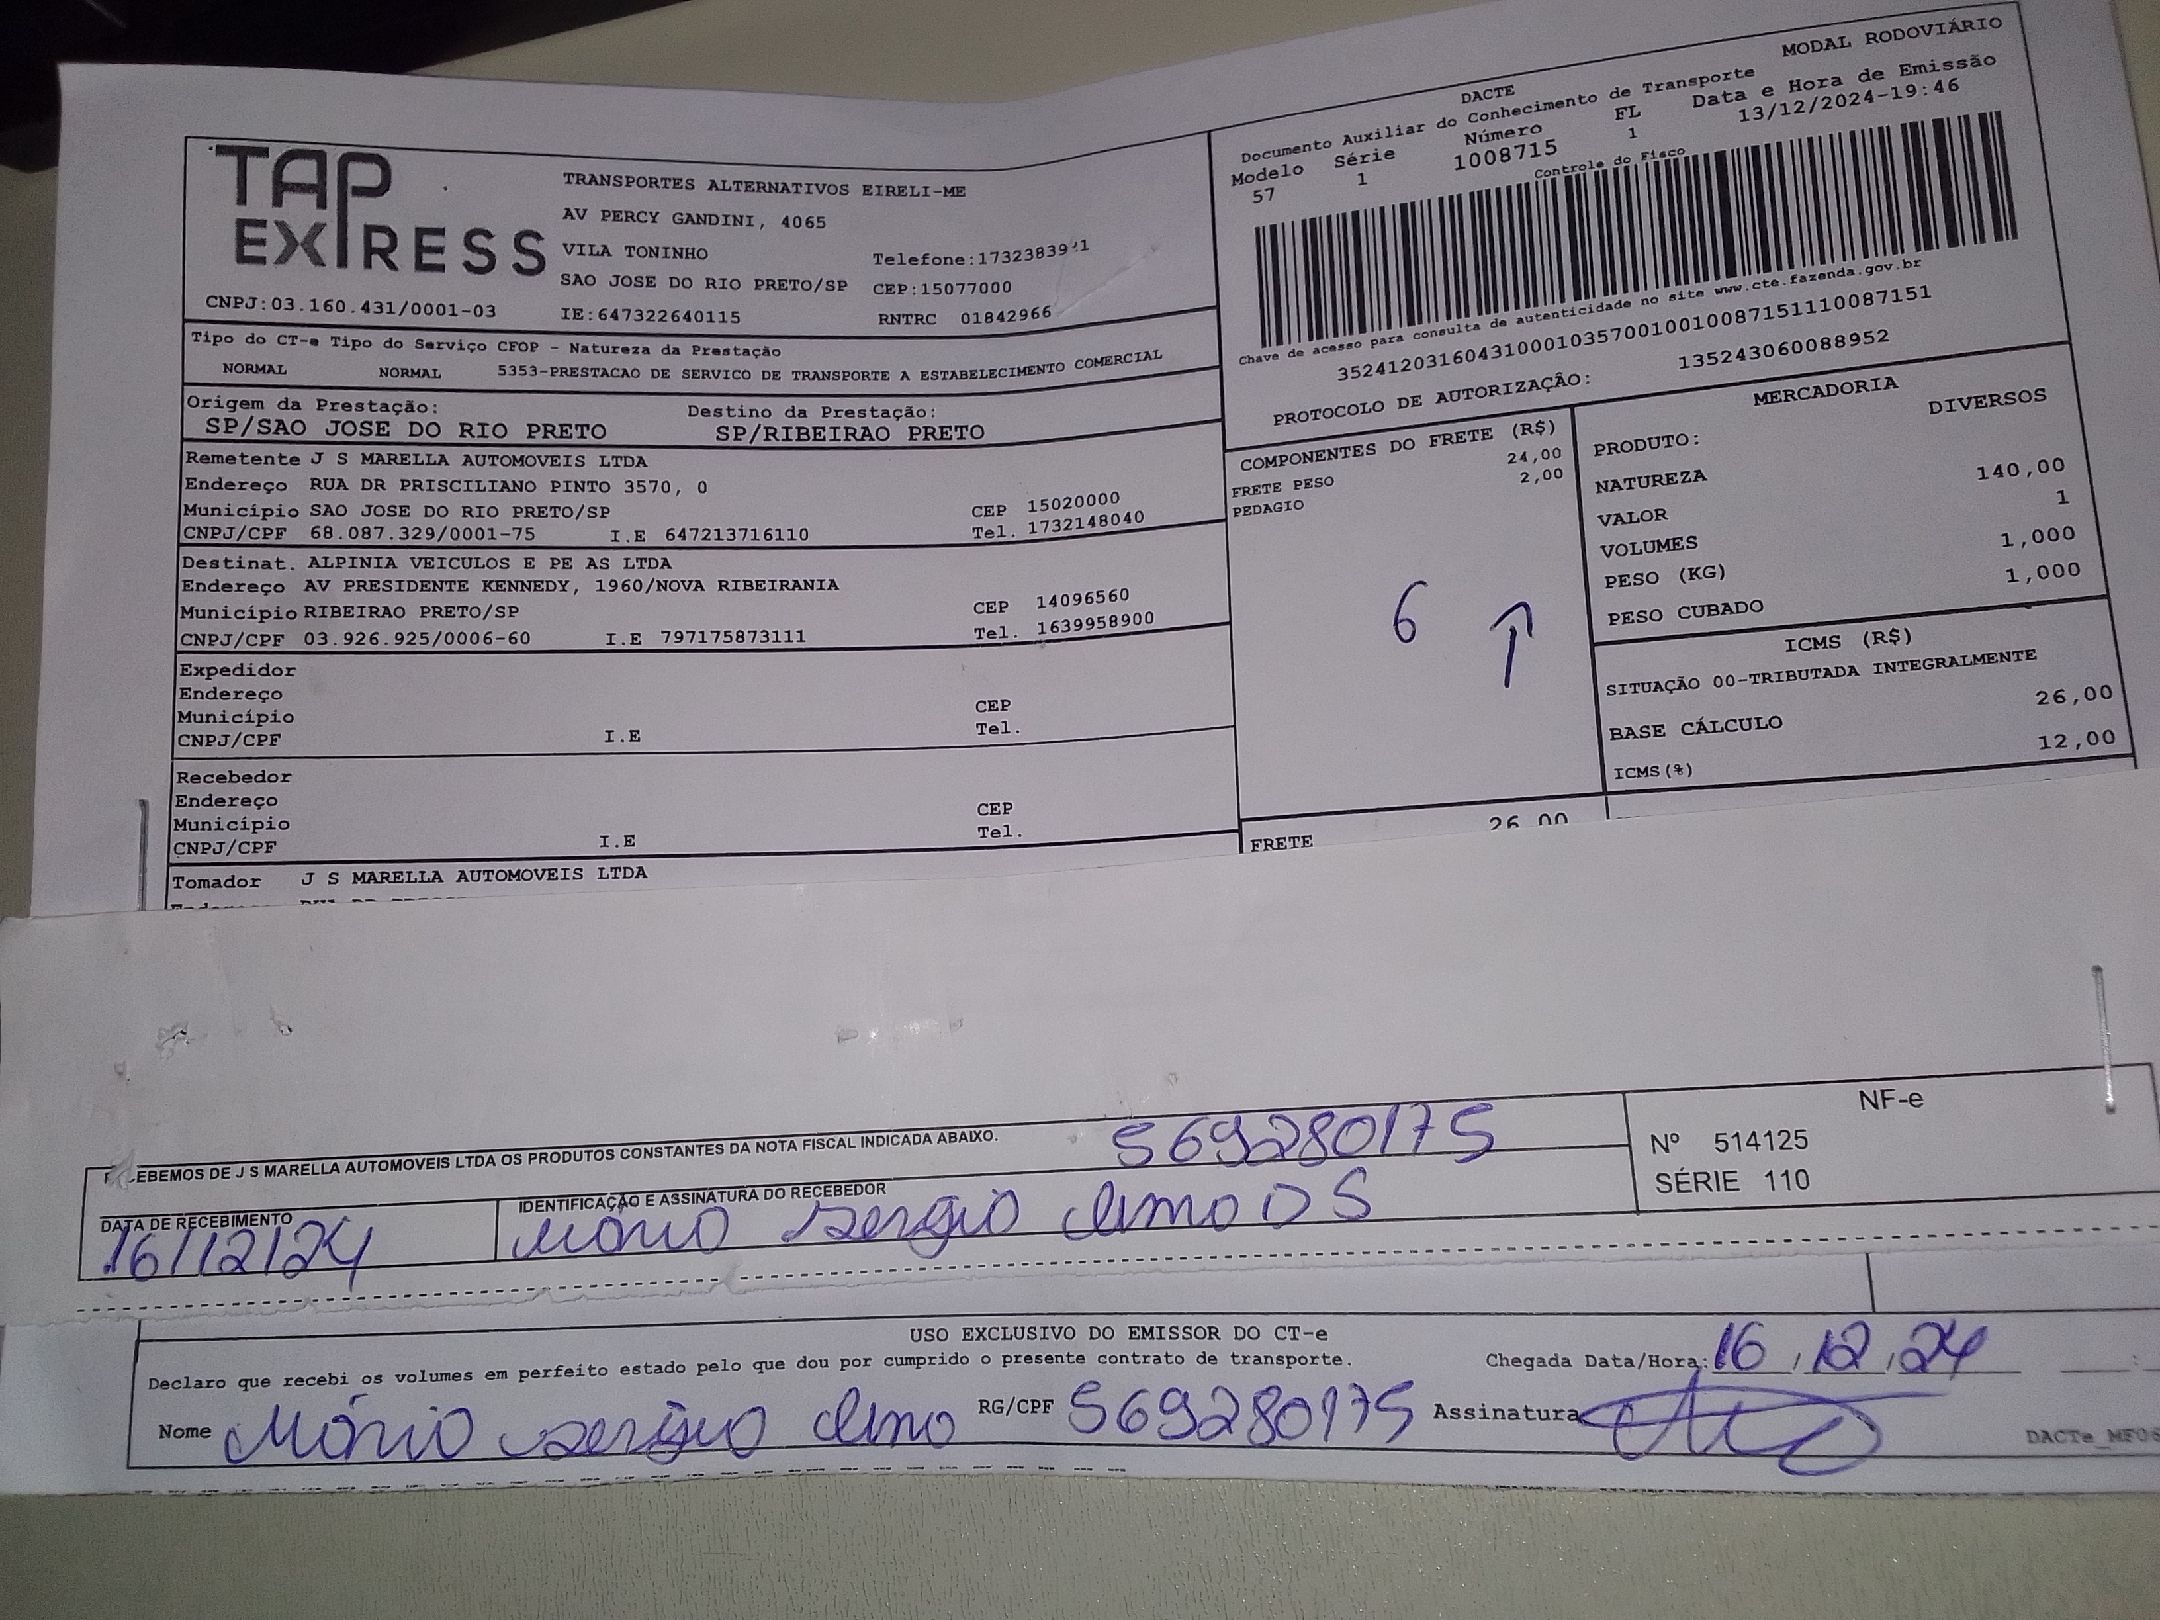 TAP
EXPRESS
TRANSPORTES ALTERNATIVOS EIRELI-ME
AV PERCY GANDINI, 4065
VILA TONINHO
Telefone:1732383921
SAO JOSE DO RIO PRETO/SP CEP:15077000
CNPJ:03.160.431/0001-03 IE:647322640115 RNTRC 01842966
DACTE MODAL RODOVIÁRIO
Documento Auxiliar do Conhecimento de Transporte
Modelo Série Número FL Data e Hora de Emissão
57 1 1008715 1 13/12/2024-19:46
Controle do Fisco
Chave de acesso para consulta de autenticidade no site www.cte.fazenda.gov.br
35241203160431000103570010010087151110087151
PROTOCOLO DE AUTORIZAÇÃO: 135243060088952
Tipo do CT-e Tipo do Serviço CFOP - Natureza da Prestação
NORMAL NORMAL 5353-PRESTACAO DE SERVICO DE TRANSPORTE A ESTABELECIMENTO COMERCIAL
Origem da Prestação: Destino da Prestação:
SP/SAO JOSE DO RIO PRETO SP/RIBEIRAO PRETO
Remetente J S MARELLA AUTOMOVEIS LTDA
Endereço RUA DR PRISCILIANO PINTO 3570, 0
Município SAO JOSE DO RIO PRETO/SP CEP 15020000
CNPJ/CPF 68.087.329/0001-75 I.E 647213716110 Tel. 1732148040
Destinat. ALPINIA VEICULOS E PE AS LTDA
Endereço AV PRESIDENTE KENNEDY, 1960/NOVA RIBEIRANIA
Município RIBEIRAO PRETO/SP CEP 14096560
CNPJ/CPF 03.926.925/0006-60 I.E 797175873111 Tel. 1639958900
Expedidor
Endereço
Município CEP
CNPJ/CPF I.E Tel.
Recebedor
Endereço
Município CEP
CNPJ/CPF I.E Tel.
Tomador J S MARELLA AUTOMOVEIS LTDA
COMPONENTES DO FRETE (R$)
FRETE PESO 24,00
PEDAGIO 2,00
6
FRETE 26,00
MERCADORIA
PRODUTO: DIVERSOS
NATUREZA
VALOR 140,00
VOLUMES 1
PESO (KG) 1,000
PESO CUBADO 1,000
ICMS (R$)
SITUAÇÃO 00-TRIBUTADA INTEGRALMENTE
BASE CÁLCULO 26,00
ICMS(%) 12,00
EBEMOS DE J S MARELLA AUTOMOVEIS LTDA OS PRODUTOS CONSTANTES DA NOTA FISCAL INDICADA ABAIXO.
569280175
DATA DE RECEBIMENTO IDENTIFICAÇÃO E ASSINATURA DO RECEBEDOR
16/12/24 Mário Sergio D S
NF-e
Nº 514125
SÉRIE 110
USO EXCLUSIVO DO EMISSOR DO CT-e
Declaro que recebi os volumes em perfeito estado pelo que dou por cumprido o presente contrato de transporte. Chegada Data/Hora: 16, 12, 24 :
Nome Mário Sergio RG/CPF 569280175 Assinatura